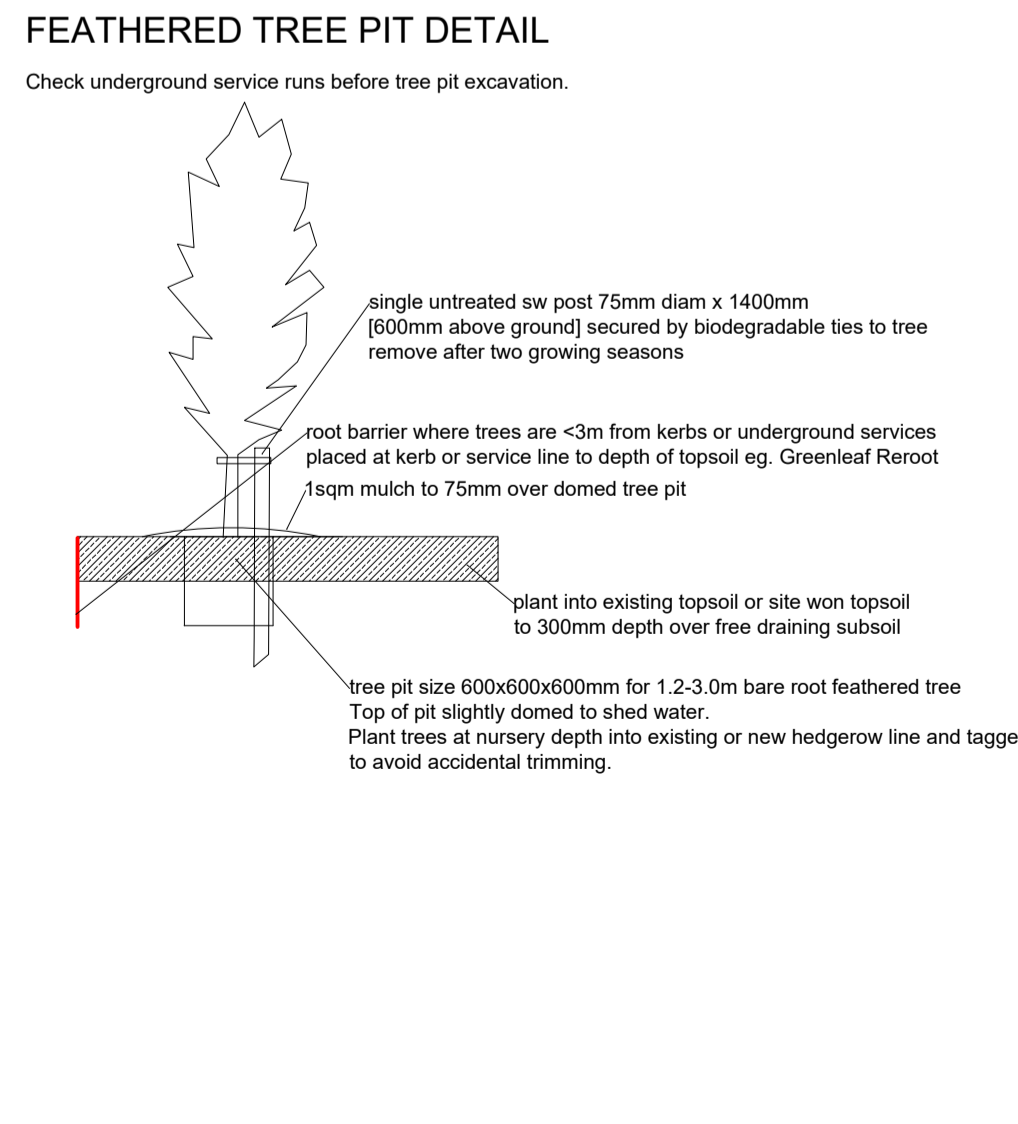 FEATHERED TREE PIT DETAIL
Check underground service runs before tree pit excavation.
single untreated sw post 75mm diam x 1400mm
[600mm above ground] secured by biodegradable ties to tree
remove after two growing seasons
root barrier where trees are <3m from kerbs or underground services
placed at kerb or service line to depth of topsoil eg. Greenleaf Reroot
1sqm mulch to 75mm over domed tree pit
plant into existing topsoil or site won topsoil
to 300mm depth over free draining subsoil
tree pit size 600x600x600mm for 1.2-3.0m bare root feathered tree
Top of pit slightly domed to shed water.
Plant trees at nursery depth into existing or new hedgerow line and tagge
to avoid accidental trimming.